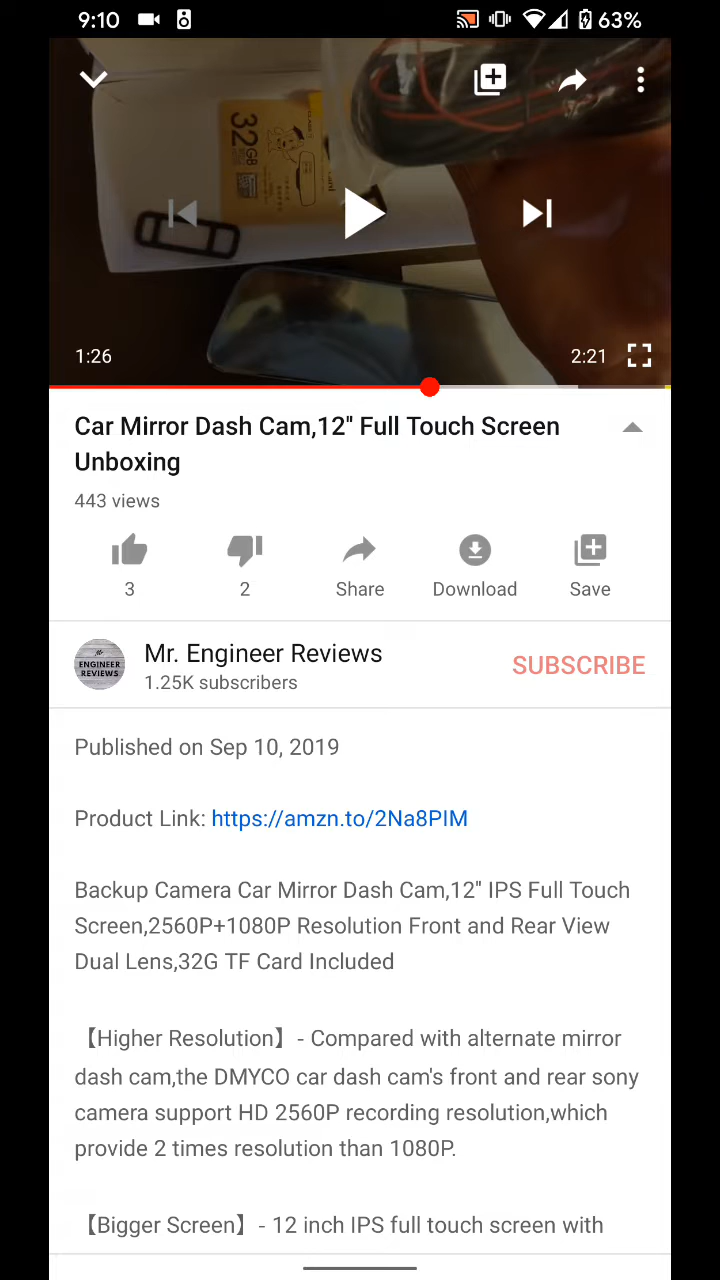 9:10
63%
32GB
1:26
2:21
Car Mirror Dash Cam,12" Full Touch Screen
Unboxing
443 views
3
2
Share
Download
Save
ENGINEER
REVIEWS
Mr. Engineer Reviews
1.25K subscribers
SUBSCRIBE
Published on Sep 10, 2019
Product Link: https://amzn.to/2Na8PIM
Backup Camera Car Mirror Dash Cam,12" IPS Full Touch
Screen,2560P+1080P Resolution Front and Rear View
Dual Lens,32G TF Card Included
【Higher Resolution】 - Compared with alternate mirror
dash cam,the DMYCO car dash cam's front and rear sony
camera support HD 2560P recording resolution,which
provide 2 times resolution than 1080P.
【Bigger Screen】 - 12 inch IPS full touch screen with